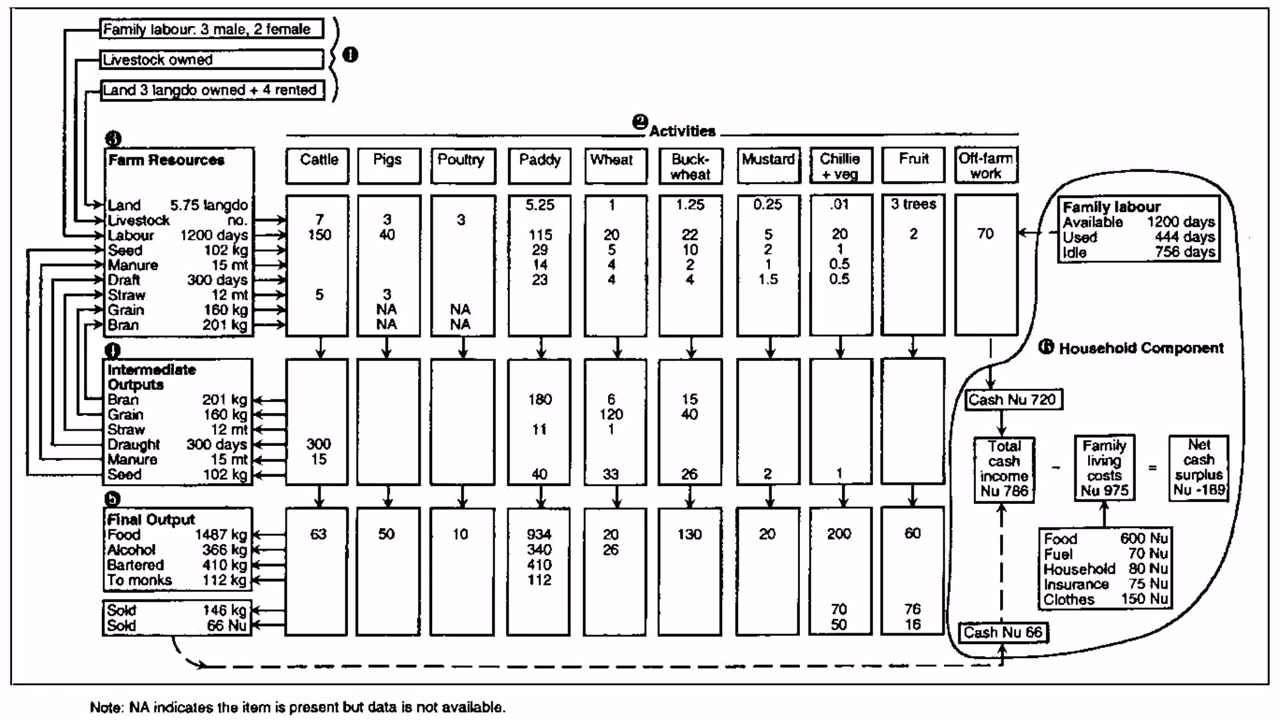 Family labour: 3 male, 2 female
Livestock owned
❶
Land 3 langdo owned + 4 rented
❷ Activities
❸
Farm Resources
Cattle Pigs Poultry Paddy Wheat Buck-wheat Mustard Chillie + veg Fruit Off-farm work
Land 5.75 langdo 5.25 1 1.25 0.25 .01 3 trees
Livestock no. 7 3 3
Labour 1200 days 150 40 115 20 22 5 20 2 70
Seed 102 kg 29 5 10 2 1
Manure 15 mt 14 4 2 1 0.5
Draft 300 days 23 4 4 1.5 0.5
Straw 12 mt 5 3
Grain 160 kg NA NA
Bran 201 kg NA NA
Family labour
Available 1200 days
Used 444 days
Idle 756 days
❹
Intermediate
Outputs
Bran 201 kg 180 6 15
Grain 160 kg 120 40
Straw 12 mt 11 1
Draught 300 days 300
Manure 15 mt 15
Seed 102 kg 40 33 26 2 1
❺
Final Output
Food 1487 kg 63 50 10 934 20 130 20 200 60
Alcohol 366 kg 340 26
Bartered 410 kg 410
To monks 112 kg 112
Sold 146 kg 70 76
Sold 66 Nu 50 16
❻ Household Component
Cash Nu 720
Total
cash
income
Nu 786
-
Family
living
costs
Nu 975
=
Net
cash
surplus
Nu -189
Food 600 Nu
Fuel 70 Nu
Household 80 Nu
Insurance 75 Nu
Clothes 150 Nu
Cash Nu 66
Note: NA indicates the item is present but data is not available.